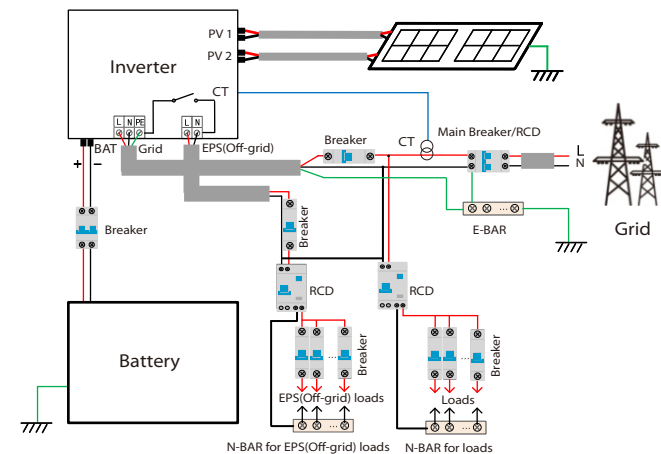 PV 1
PV 2
Inverter
CT
L N PE
L N
BAT
Grid
EPS(Off-grid)
+
−
Breaker
CT
Main Breaker/RCD
L
N
E-BAR
Grid
Breaker
Breaker
RCD
RCD
Battery
...
Breaker
...
Breaker
...
EPS(Off-grid) loads
Loads
...
...
N-BAR for EPS(Off-grid) loads
N-BAR for loads